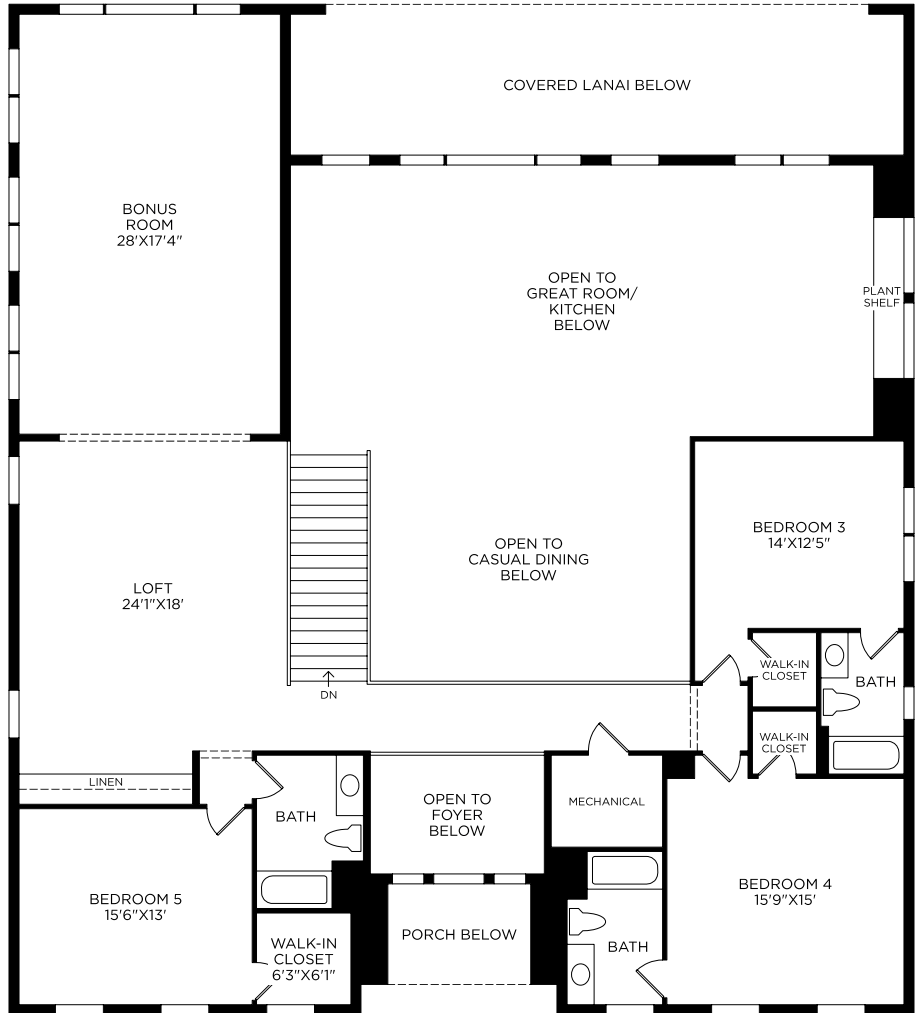 COVERED LANAI BELOW
BONUS
ROOM
28'X17'4"
OPEN TO
GREAT ROOM/
KITCHEN
BELOW
PLANT
SHELF
BEDROOM 3
14'X12'5"
OPEN TO
CASUAL DINING
BELOW
LOFT
24'1"X18'
DN
WALK-IN
CLOSET
BATH
WALK-IN
CLOSET
LINEN
BATH
OPEN TO
FOYER
BELOW
MECHANICAL
BEDROOM 5
15'6"X13'
BEDROOM 4
15'9"X15'
WALK-IN
CLOSET
6'3"X6'1"
PORCH BELOW
BATH